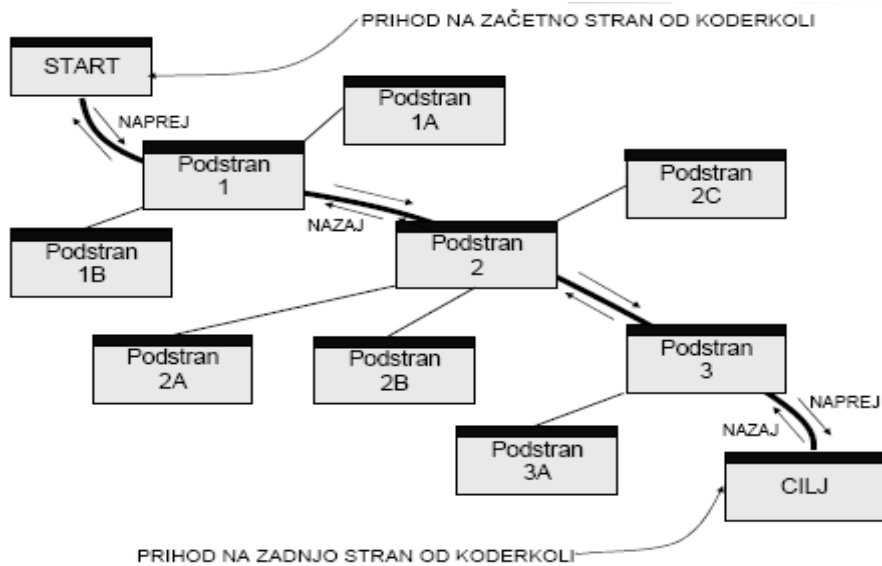 PRIHOD NA ZAČETNO STRAN OD KODERKOLI
START
NAPREJ
Podstran
1A
Podstran
1
Podstran
2C
NAZAJ
Podstran
1B
Podstran
2
Podstran
2A
Podstran
2B
Podstran
3
NAPREJ
NAZAJ
Podstran
3A
CILJ
PRIHOD NA ZADNJO STRAN OD KODERKOLI